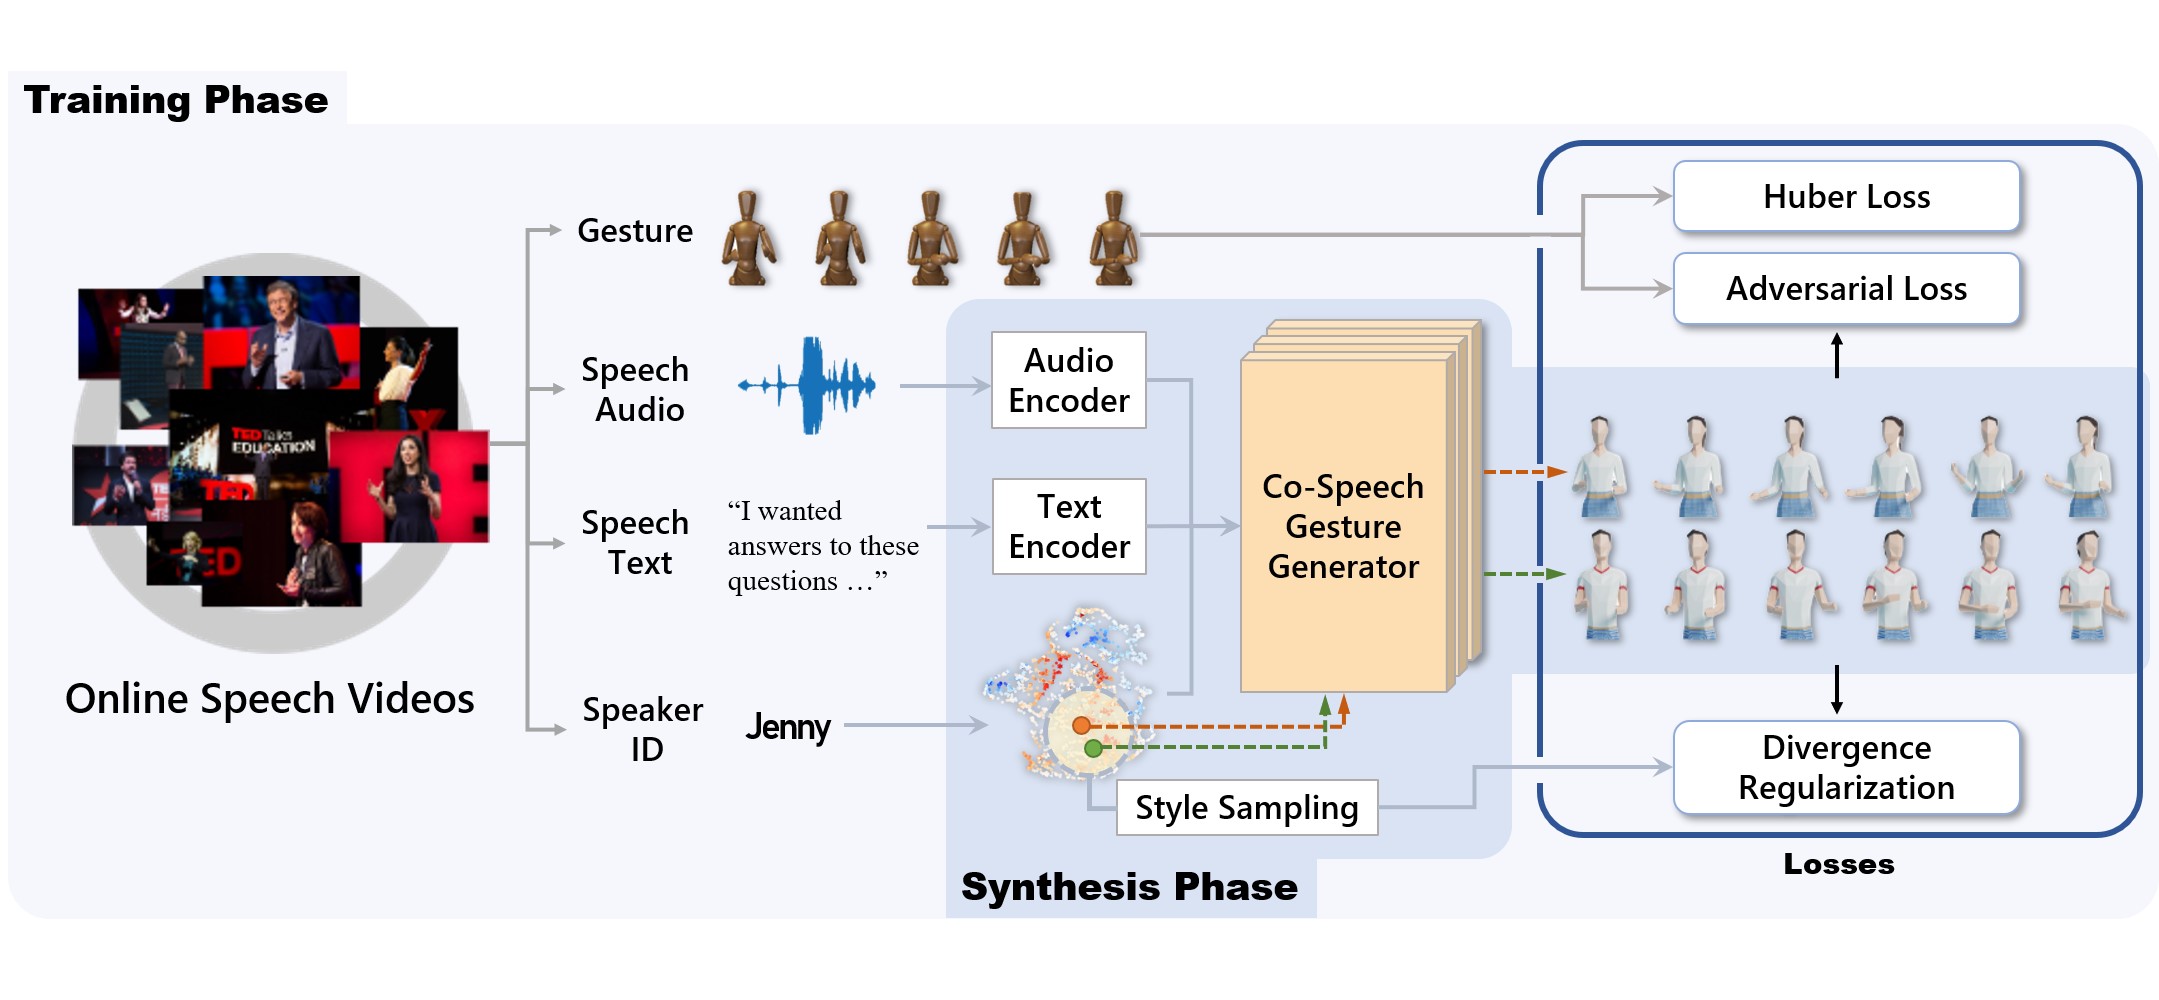 Training Phase
Gesture
Huber Loss
Adversarial Loss
Speech
Audio
Audio
Encoder
TED Talks
EDUCATION
TED
TED
Speech
Text
“I wanted
answers to these
questions …”
Text
Encoder
Co-Speech
Gesture
Generator
Online Speech Videos
Speaker
ID
Jenny
Style Sampling
Divergence
Regularization
Losses
Synthesis Phase